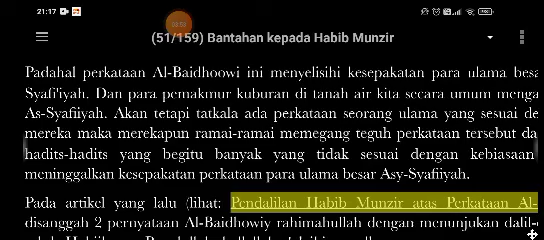 21:17
(51/159) Bantahan kepada Habib Munzir
Padahal perkataan Al-Baidhoowi ini menyelisihi kesepakatan para ulama besa
Syafi'iyah. Dan para pemakmur kuburan di tanah air kita secara umum menga
As-Syafiiyah. Akan tetapi tatkala ada perkataan seorang ulama yang sesuai de
mereka maka merekapun ramai-ramai memegang teguh perkataan tersebut da
hadits-hadits yang begitu banyak yang tidak sesuai dengan kebiasaan
meninggalkan kesepakatan perkataan para ulama besar Asy-Syafiiyah.
Pada artikel yang lalu (lihat: Pendalilan Habib Munzir atas Perkataan Al-
disanggah 2 pernyataan Al-Baidhowiy rahimahullah dengan menunjukan dalil-